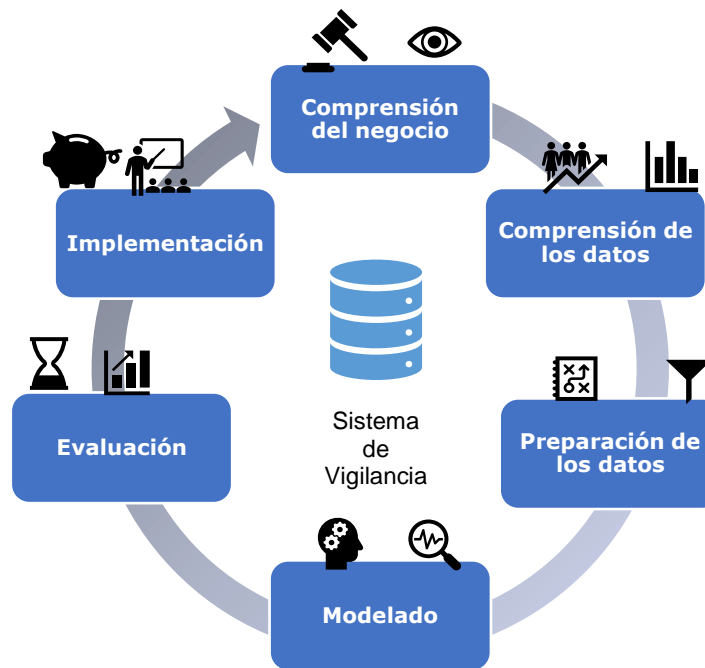 Comprensión
del negocio
Comprensión de
los datos
Preparación de
los datos
Modelado
Evaluación
Implementación
Sistema
de
Vigilancia